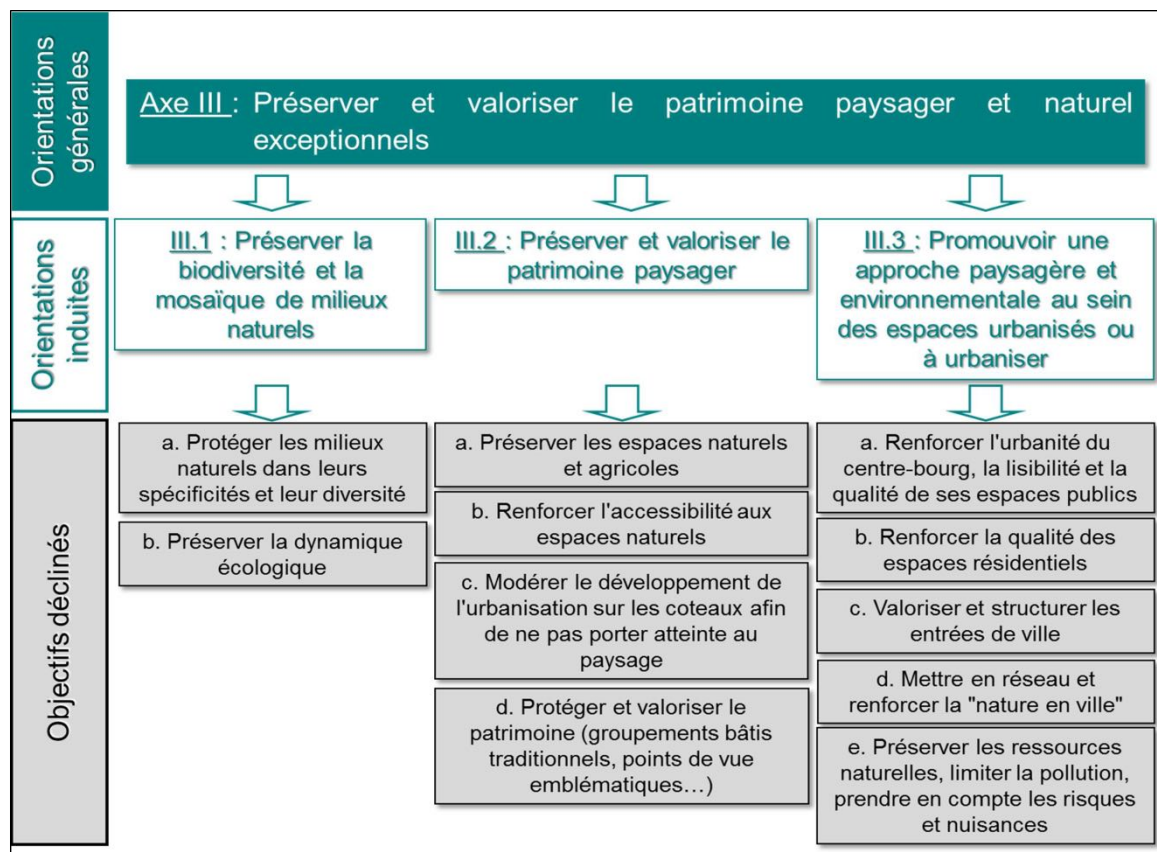 Orientations
générales
Axe III : Préserver et valoriser le patrimoine paysager et naturel
exceptionnels
Orientations
induites
III.1 : Préserver la
biodiversité et la
mosaïque de milieux
naturels
III.2 : Préserver et valoriser le
patrimoine paysager
III.3 : Promouvoir une
approche paysagère et
environnementale au sein
des espaces urbanisés ou
à urbaniser
Objectifs déclinés
a. Protéger les milieux
naturels dans leurs
spécificités et leur diversité
b. Préserver la dynamique
écologique
a. Préserver les espaces naturels
et agricoles
b. Renforcer l'accessibilité aux
espaces naturels
c. Modérer le développement de
l'urbanisation sur les coteaux afin
de ne pas porter atteinte au
paysage
d. Protéger et valoriser le
patrimoine (groupements bâtis
traditionnels, points de vue
emblématiques…)
a. Renforcer l'urbanité du
centre-bourg, la lisibilité et la
qualité de ses espaces publics
b. Renforcer la qualité des
espaces résidentiels
c. Valoriser et structurer les
entrées de ville
d. Mettre en réseau et
renforcer la "nature en ville"
e. Préserver les ressources
naturelles, limiter la pollution,
prendre en compte les risques
et nuisances